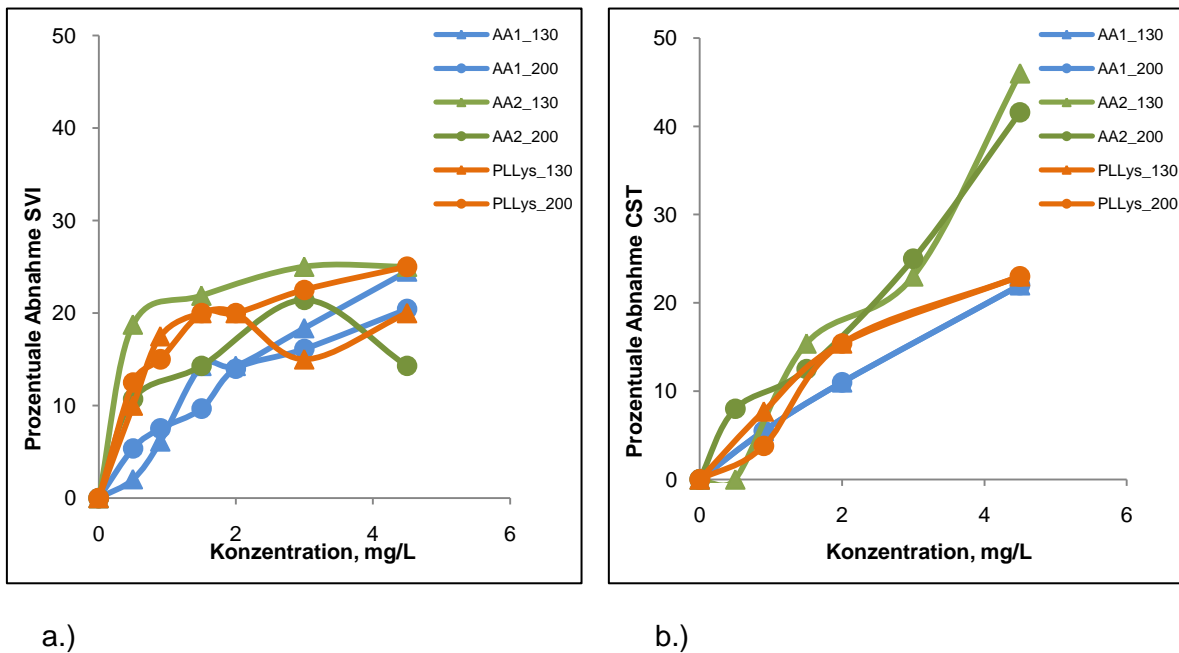 50
40
30
20
10
0
Prozentuale Abnahme SVI
0
2
4
6
Konzentration, mg/L
AA1_130
AA1_200
AA2_130
AA2_200
PLLys_130
PLLys_200
a.)
50
40
30
20
10
0
Prozentuale Abnahme CST
0
2
4
6
Konzentration, mg/L
AA1_130
AA1_200
AA2_130
AA2_200
PLLys_130
PLLys_200
b.)